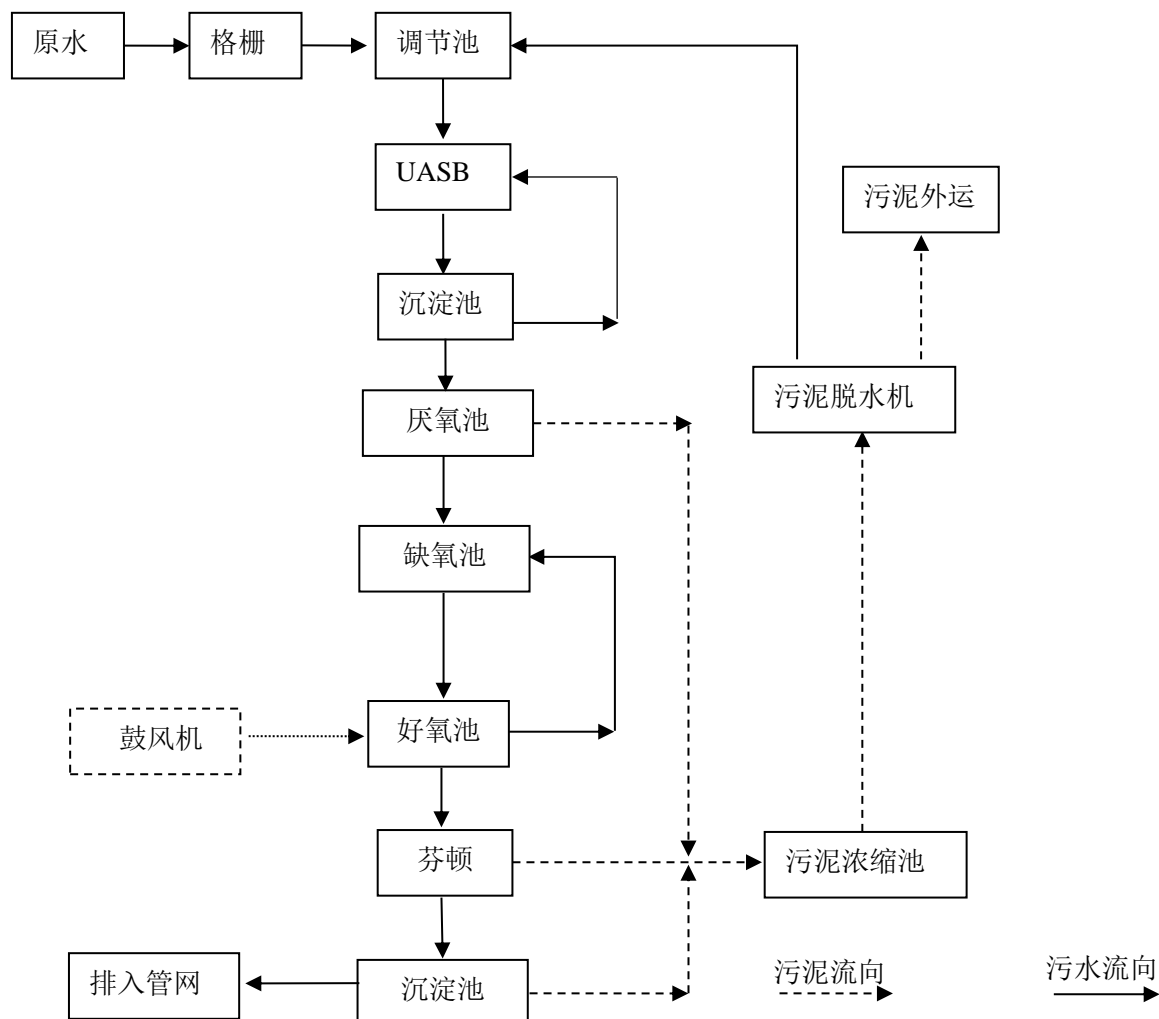 原水
格栅
调节池
UASB
污泥外运
沉淀池
污泥脱水机
厌氧池
缺氧池
鼓风机
好氧池
芬顿
污泥浓缩池
排入管网
沉淀池
污泥流向
污水流向